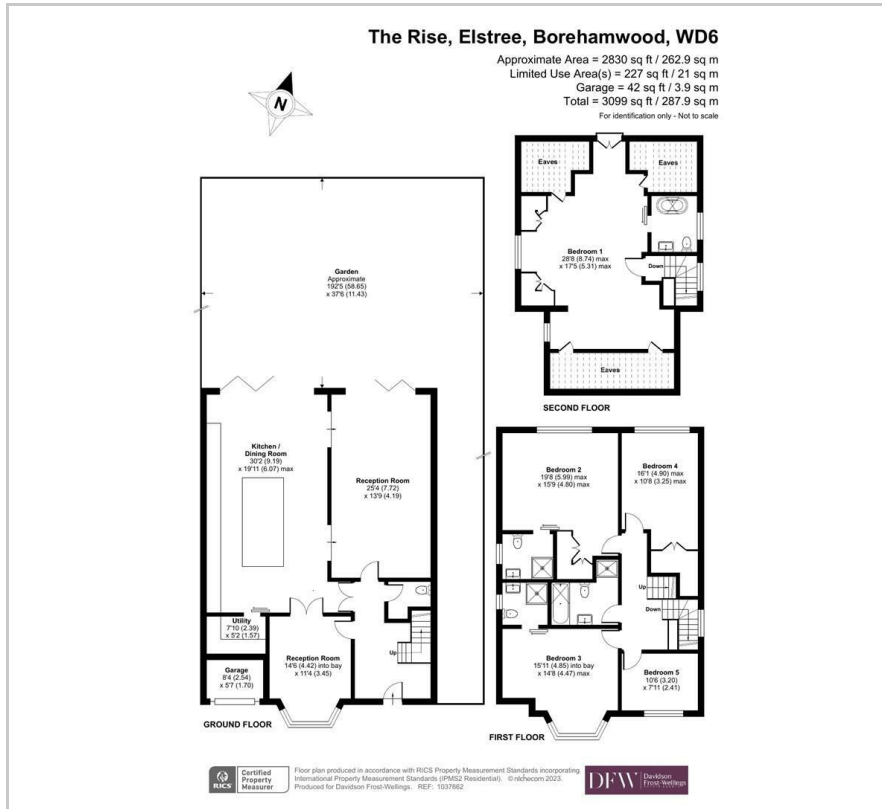 The Rise, Elstree, Borehamwood, WD6
Approximate Area = 2830 sq ft / 262.9 sq m
Limited Use Area(s) = 227 sq ft / 21 sq m
Garage = 42 sq ft / 3.9 sq m
Total = 3099 sq ft / 287.9 sq m
For identification only - Not to scale
N
Eaves
Eaves
Bedroom 1
28'8 (8.74) max
x 17'5 (5.31) max
Down
Eaves
SECOND FLOOR
Garden
Approximate
192'5 (58.65)
x 37'6 (11.43)
Kitchen /
Dining Room
30'2 (9.19)
x 19'11 (6.07) max
Reception Room
25'4 (7.72)
x 13'9 (4.19)
Utility
7'10 (2.39)
x 5'2 (1.57)
Reception Room
14'6 (4.42) into bay
x 11'4 (3.45)
Up
Garage
8'4 (2.54)
x 5'7 (1.70)
GROUND FLOOR
Bedroom 2
19'8 (5.99) max
x 15'9 (4.80) max
Bedroom 4
16'1 (4.90) max
x 10'8 (3.25) max
Up
Down
Bedroom 3
15'11 (4.85) into bay
x 14'8 (4.47) max
Bedroom 5
10'6 (3.20)
x 7'11 (2.41)
FIRST FLOOR
RICS
Certified
Property
Measurer
Floor plan produced in accordance with RICS Property Measurement Standards incorporating
International Property Measurement Standards (IPMS2 Residential). © nichecom 2023.
Produced for Davidson Frost-Wellings. REF: 1037662
DFW
Davidson
Frost-Wellings